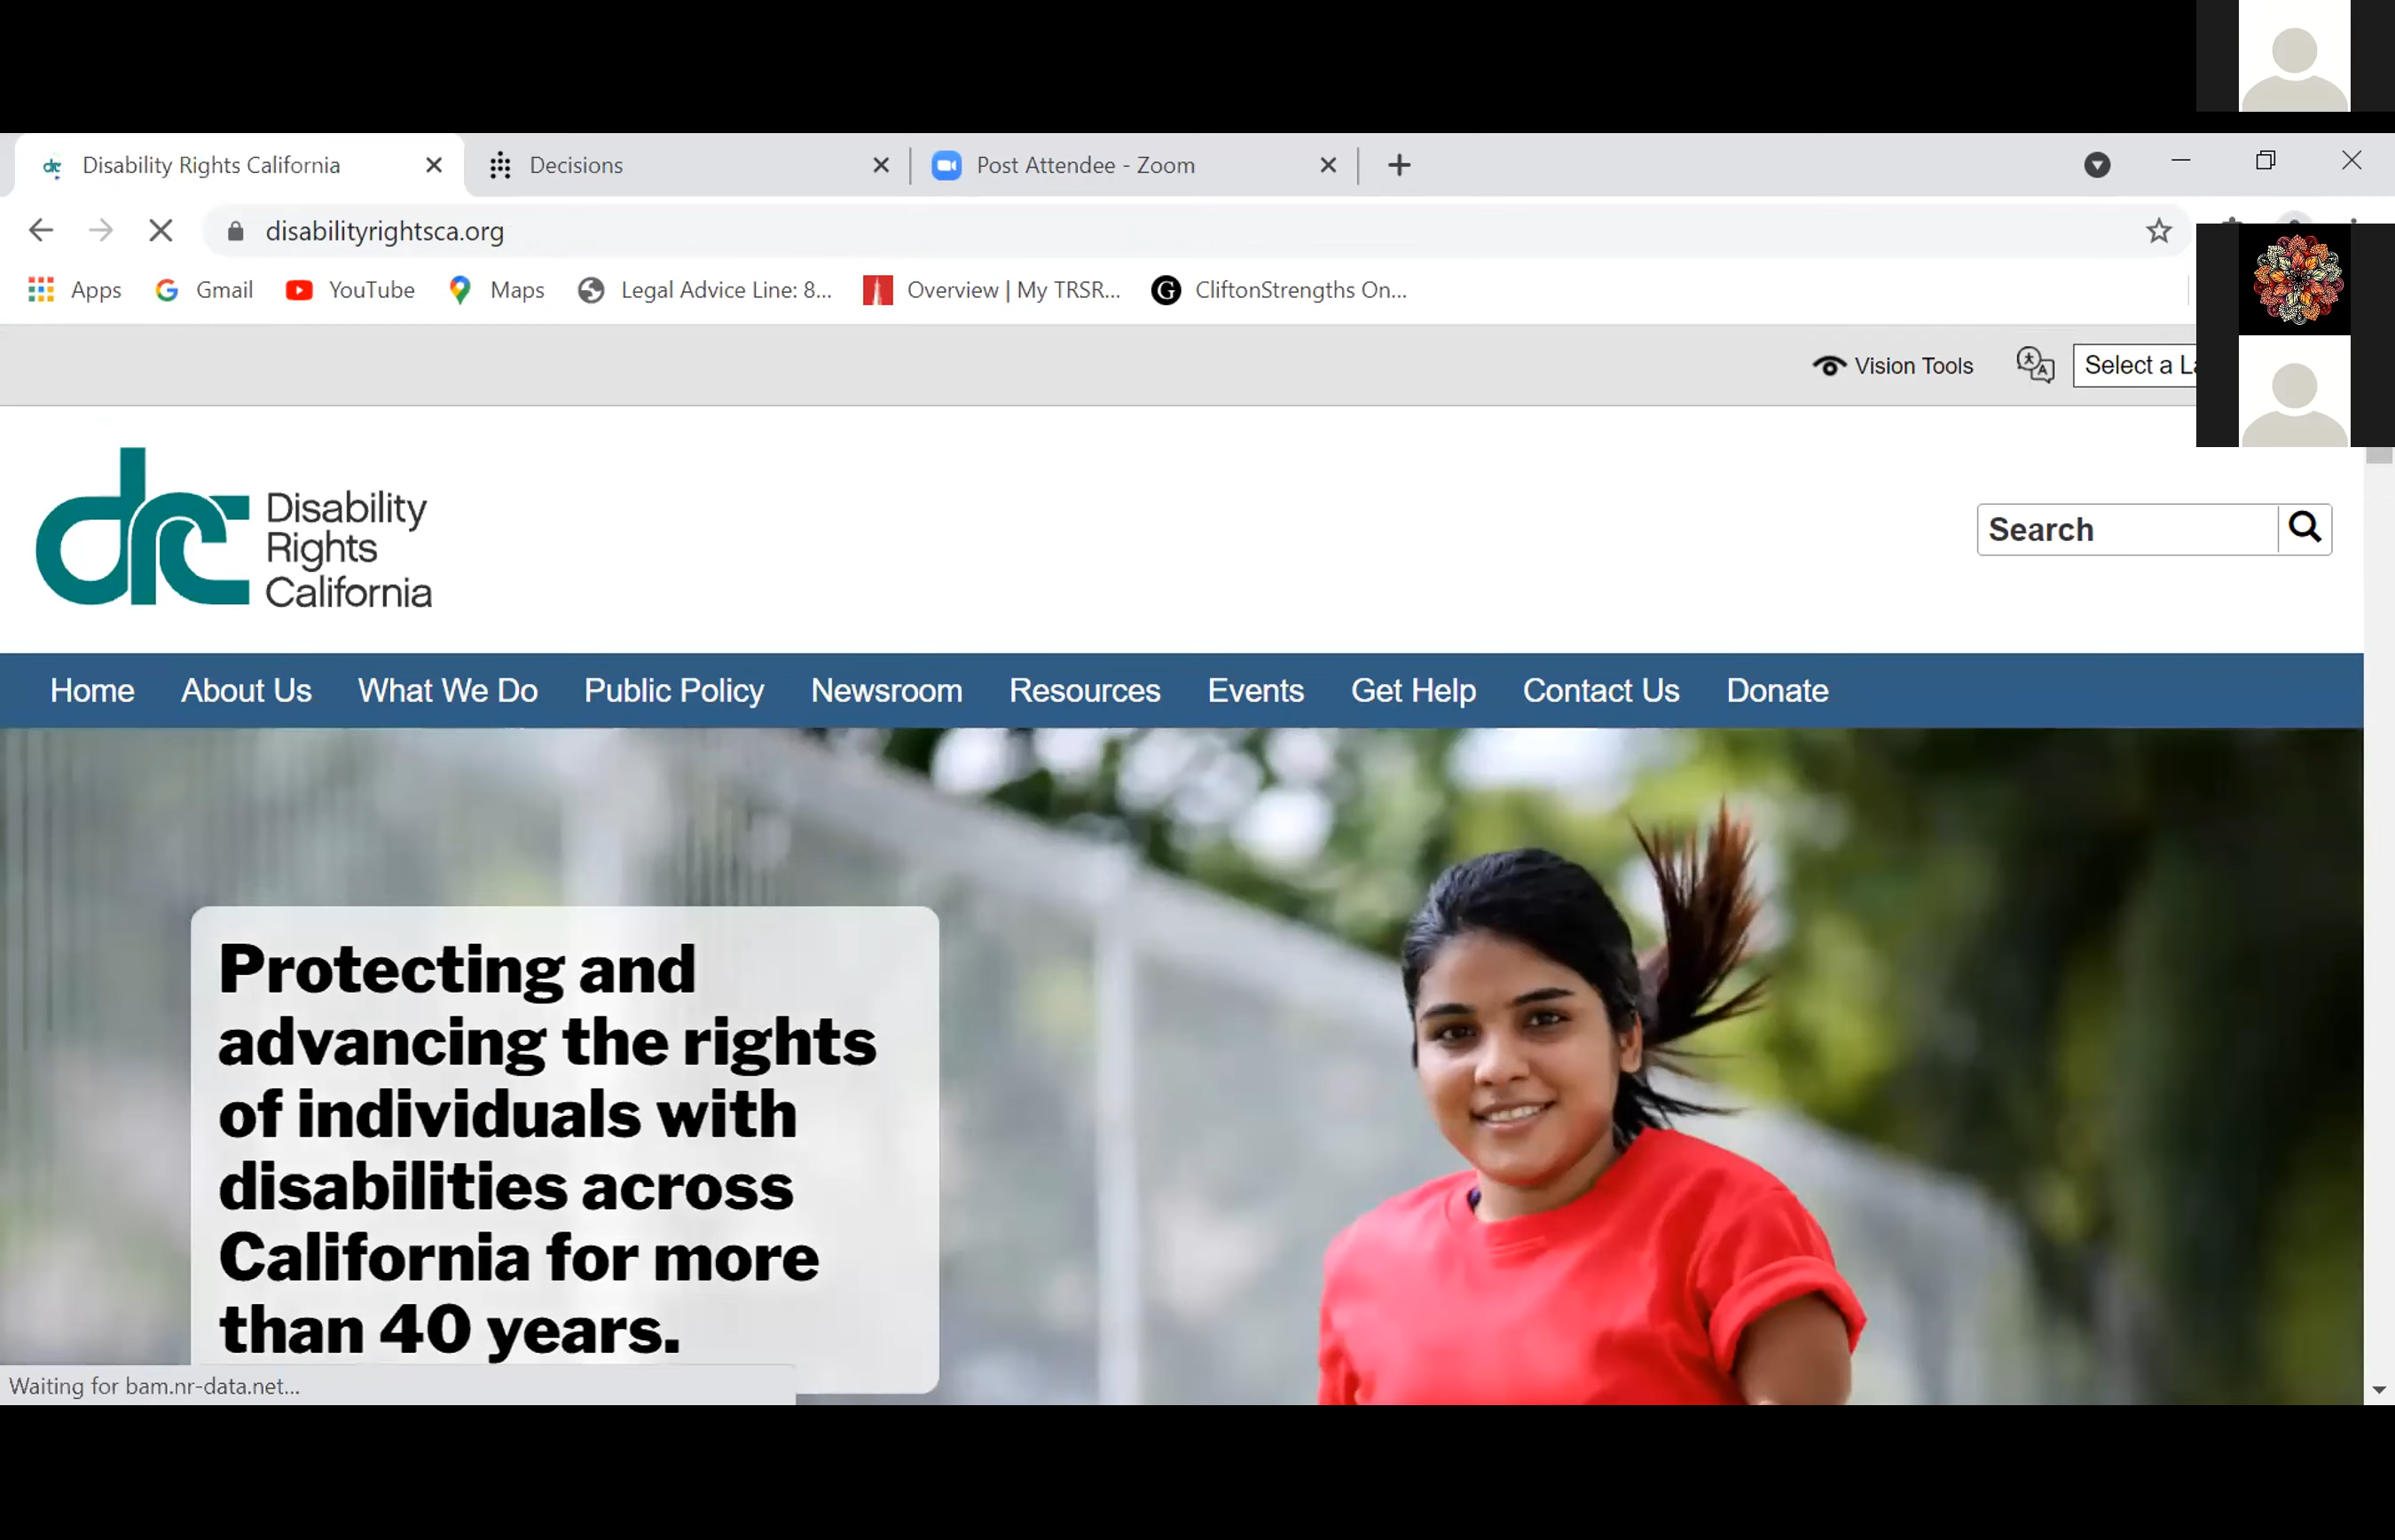 Disability Rights California
Decisions
Post Attendee - Zoom
disabilityrightsca.org
Apps
Gmail
YouTube
Maps
Legal Advice Line: 8...
Overview | My TRSR...
CliftonStrengths On...
Vision Tools
Select a La
drc
Disability
Rights
California
Search
Home
About Us
What We Do
Public Policy
Newsroom
Resources
Events
Get Help
Contact Us
Donate
Protecting and
advancing the rights
of individuals with
disabilities across
California for more
than 40 years.
Waiting for bam.nr-data.net...